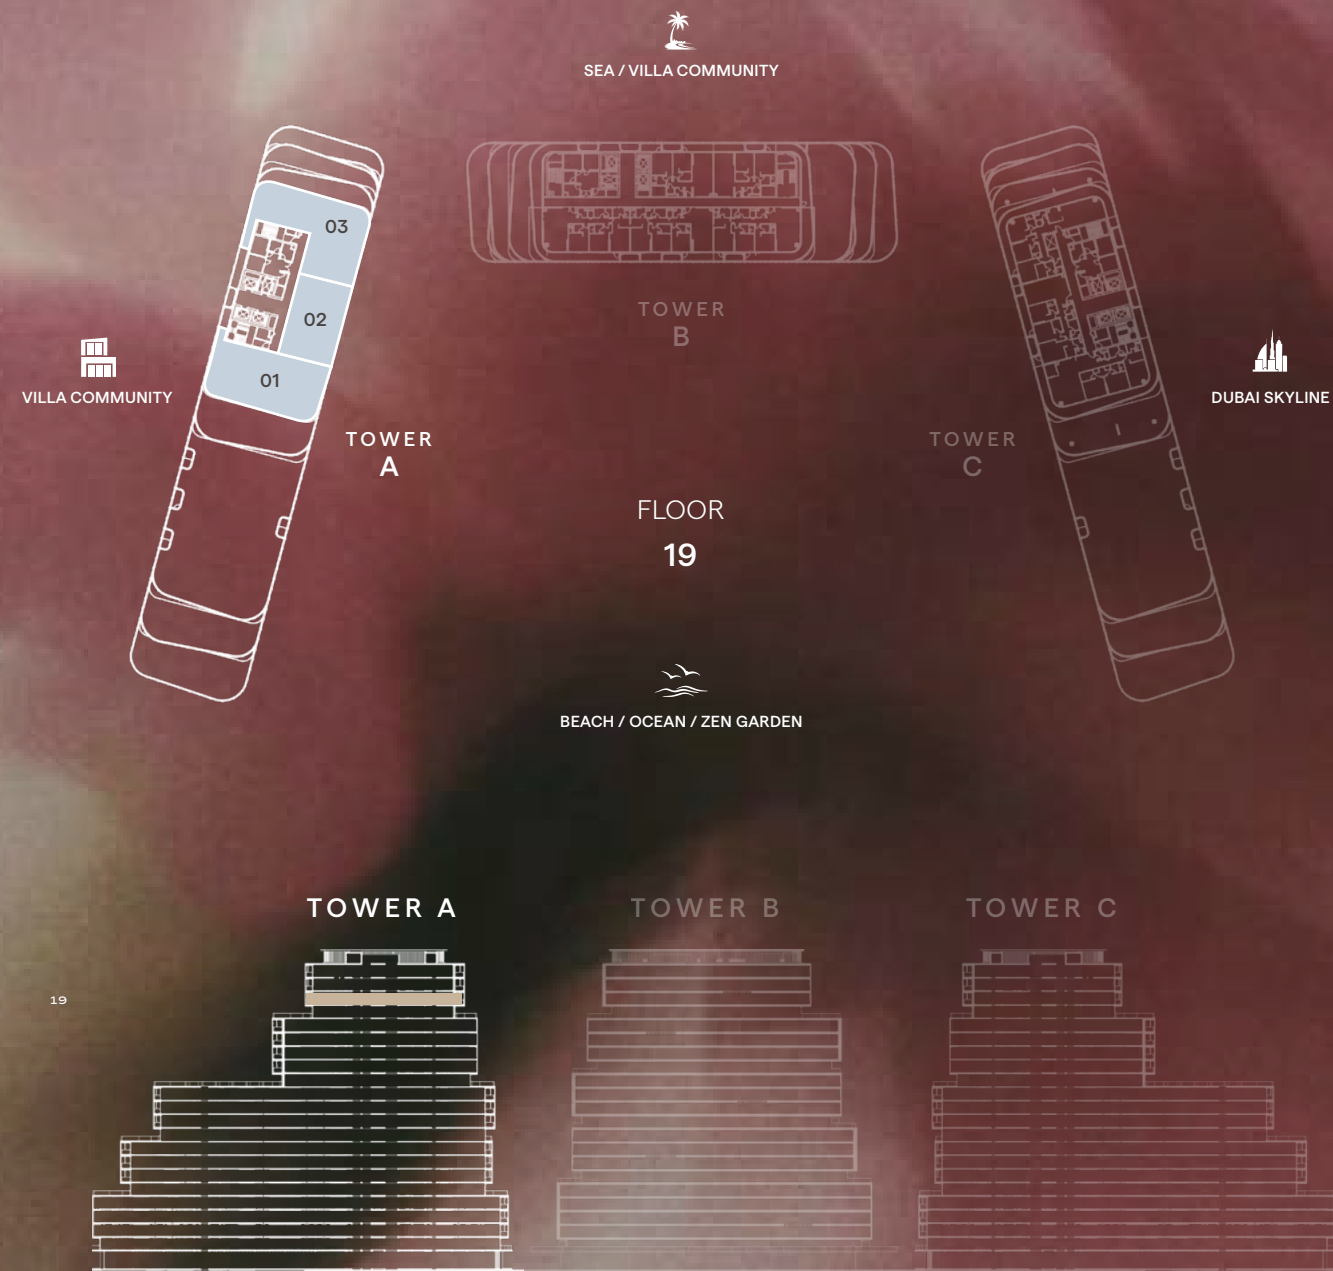 SEA / VILLA COMMUNITY
03
02
01
TOWER
B
VILLA COMMUNITY
DUBAI SKYLINE
TOWER
A
TOWER
C
FLOOR
19
BEACH / OCEAN / ZEN GARDEN
TOWER A
TOWER B
TOWER C
19